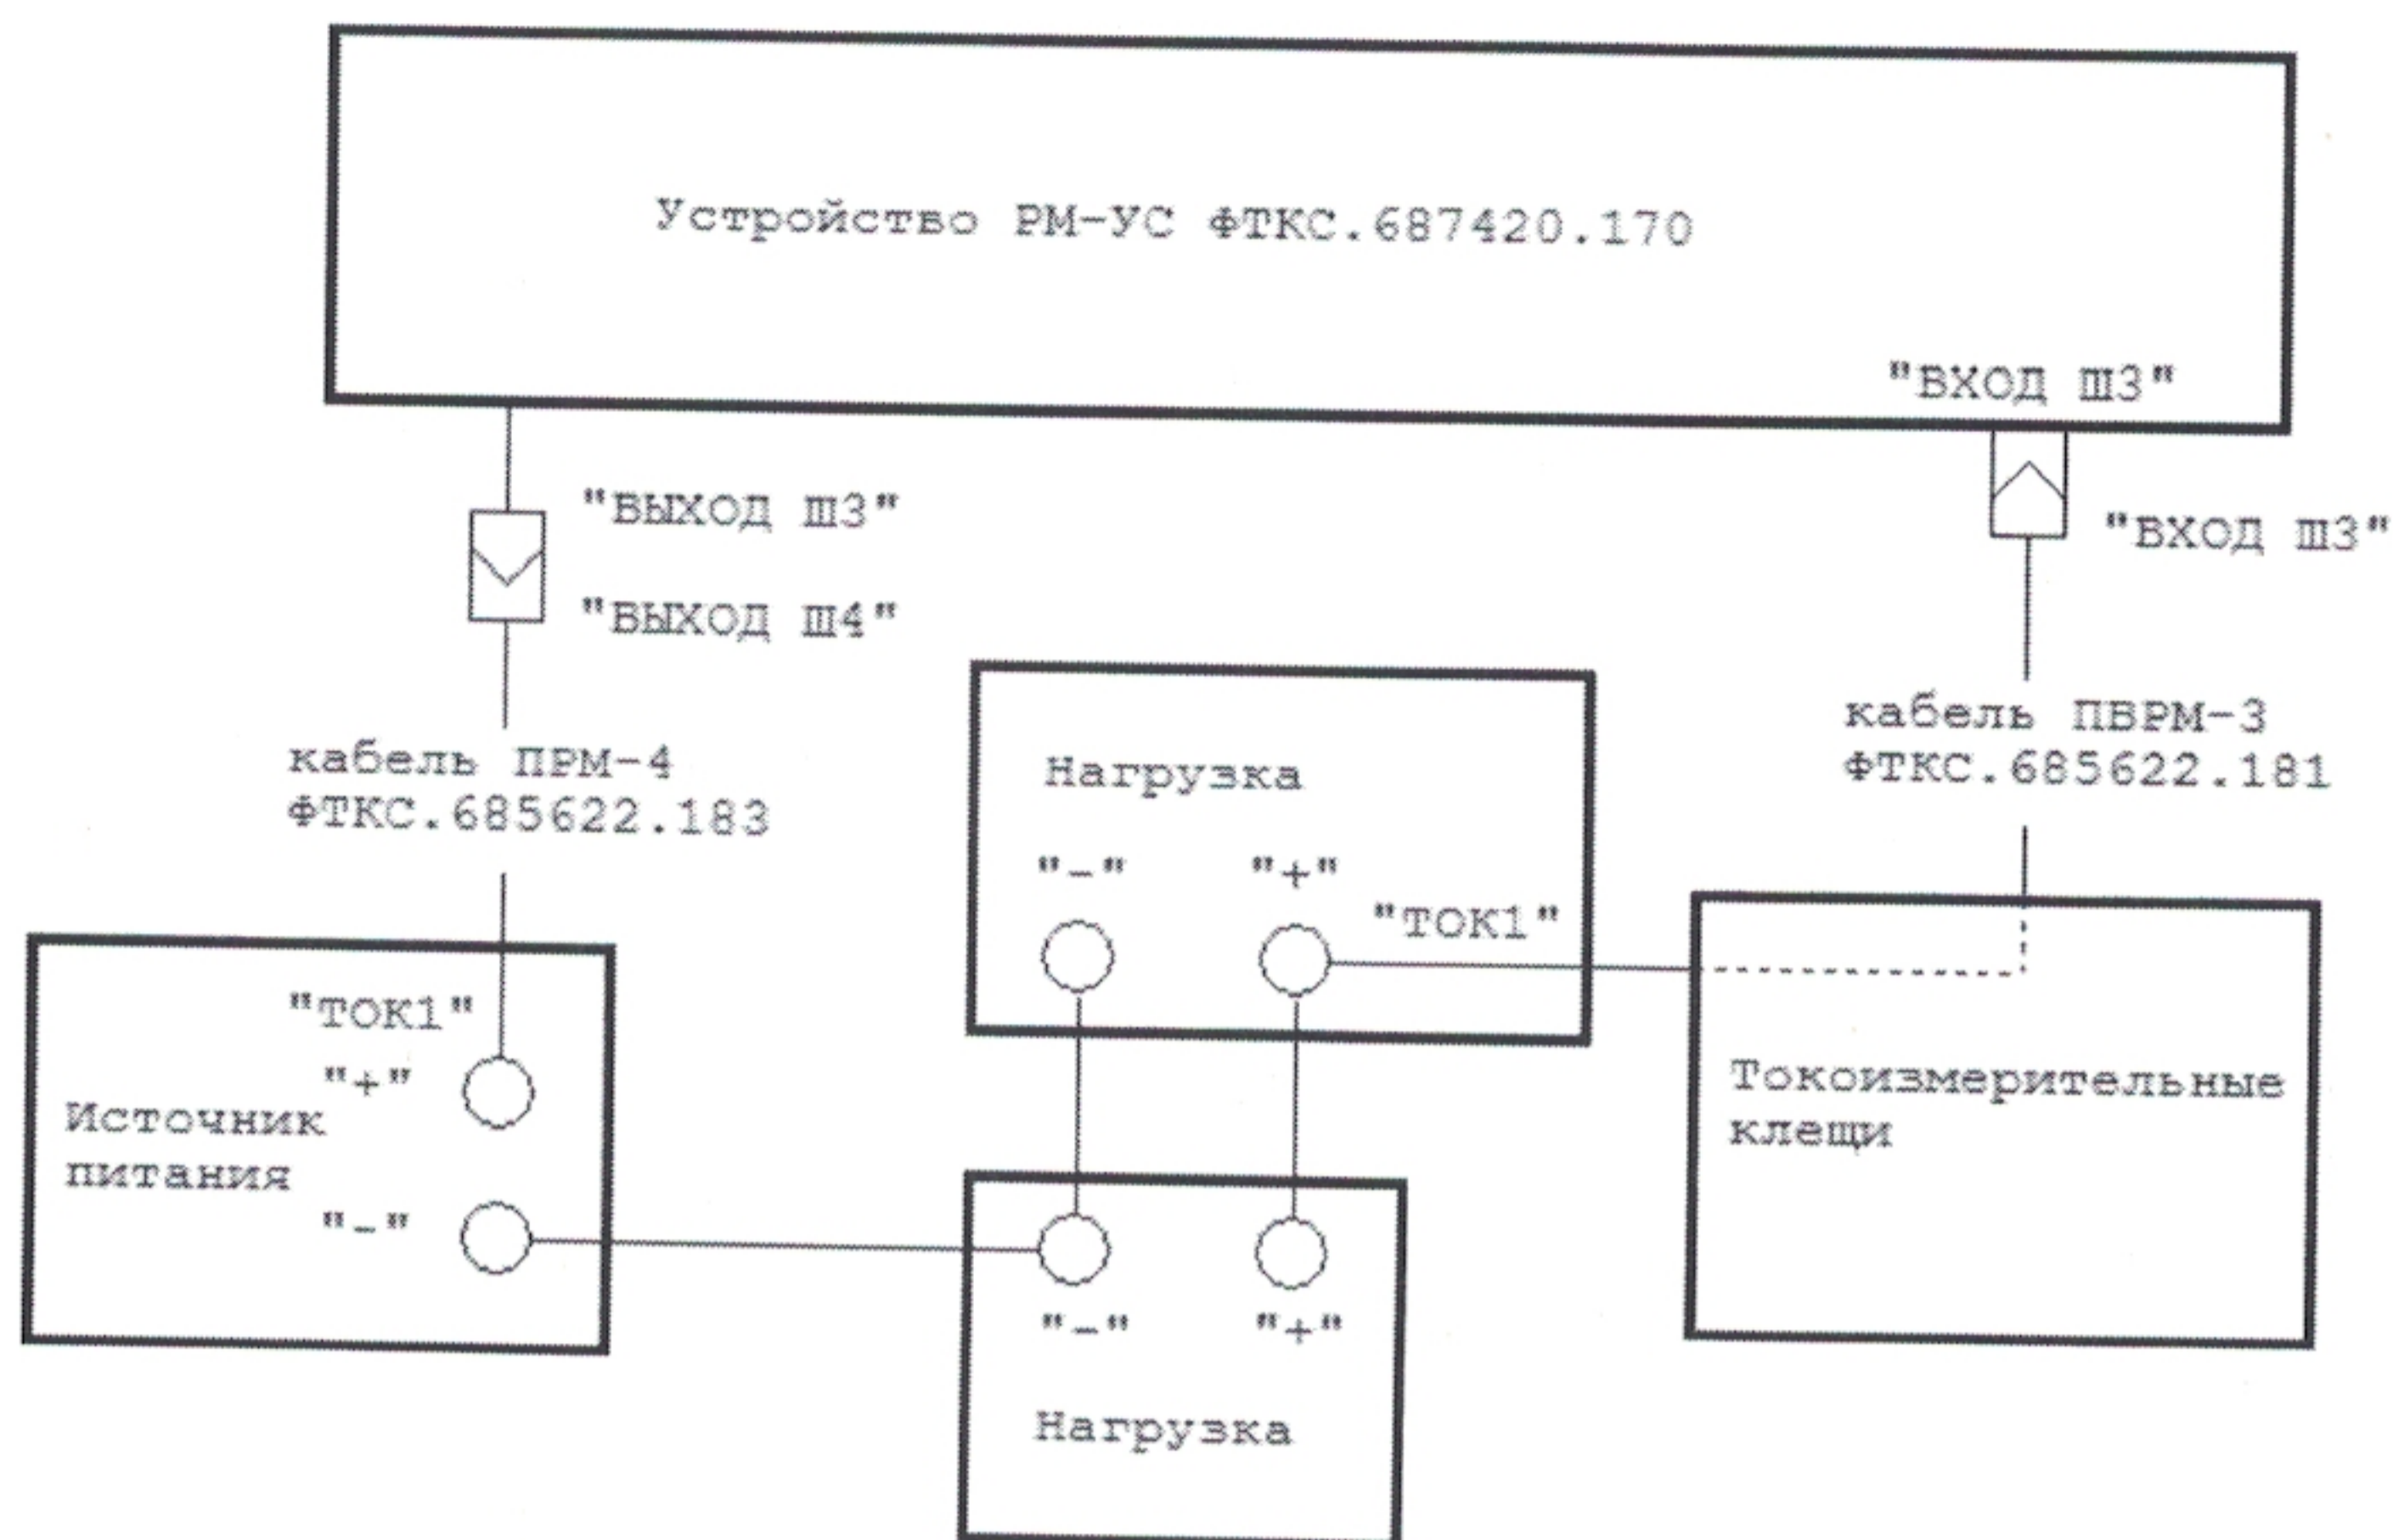 Устройство РМ-УС ФТКС.687420.170
"ВХОД Ш3"
"ВЫХОД Ш3"
"ВХОД Ш3"
"ВЫХОД Ш4"
кабель ПРМ-4
ФТКС.685622.183
кабель ПВРМ-3
ФТКС.685622.181
Нагрузка
"-" "+"
"ТОК1"
"ТОК1"
"+"
Источник
питания
"-"
Токоизмерительные
клещи
"-" "+"
Нагрузка